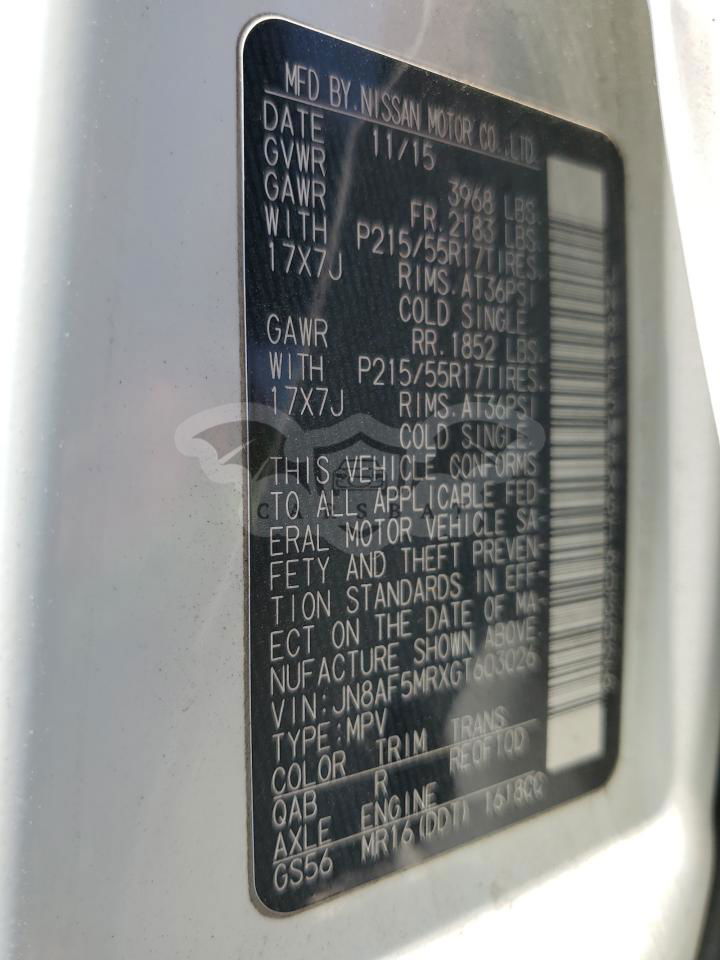 MFD BY.NISSAN MOTOR CO.,LTD.
DATE 11/15
GVWR 3968 LBS.
GAWR FR.2183 LBS.
WITH P215/55R17TIRES.
17X7J RIMS.AT36PSI
COLD SINGLE.
GAWR RR.1852 LBS.
WITH P215/55R17TIRES.
17X7J RIMS.AT36PSI
COLD SINGLE.
THIS VEHICLE CONFORMS
TO ALL APPLICABLE FED-
ERAL MOTOR VEHICLE SA-
FETY AND THEFT PREVEN-
TION STANDARDS IN EFF-
ECT ON THE DATE OF MA-
NUFACTURE SHOWN ABOVE.
VIN:JN8AF5MRXGT603026
TYPE:MPV
COLOR TRIM TRANS
QAB R
AXLE ENGINE
GS56 MR16(DDT) 1618CC